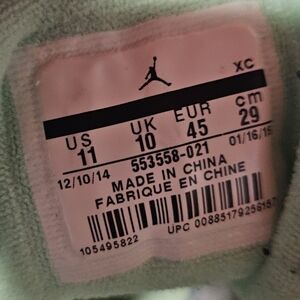 XC
US UK EUR cm
11 10 45 29
553558-021
12/10/14 01/16/15
MADE IN CHINA
FABRIQUE EN CHINE
105495822
UPC